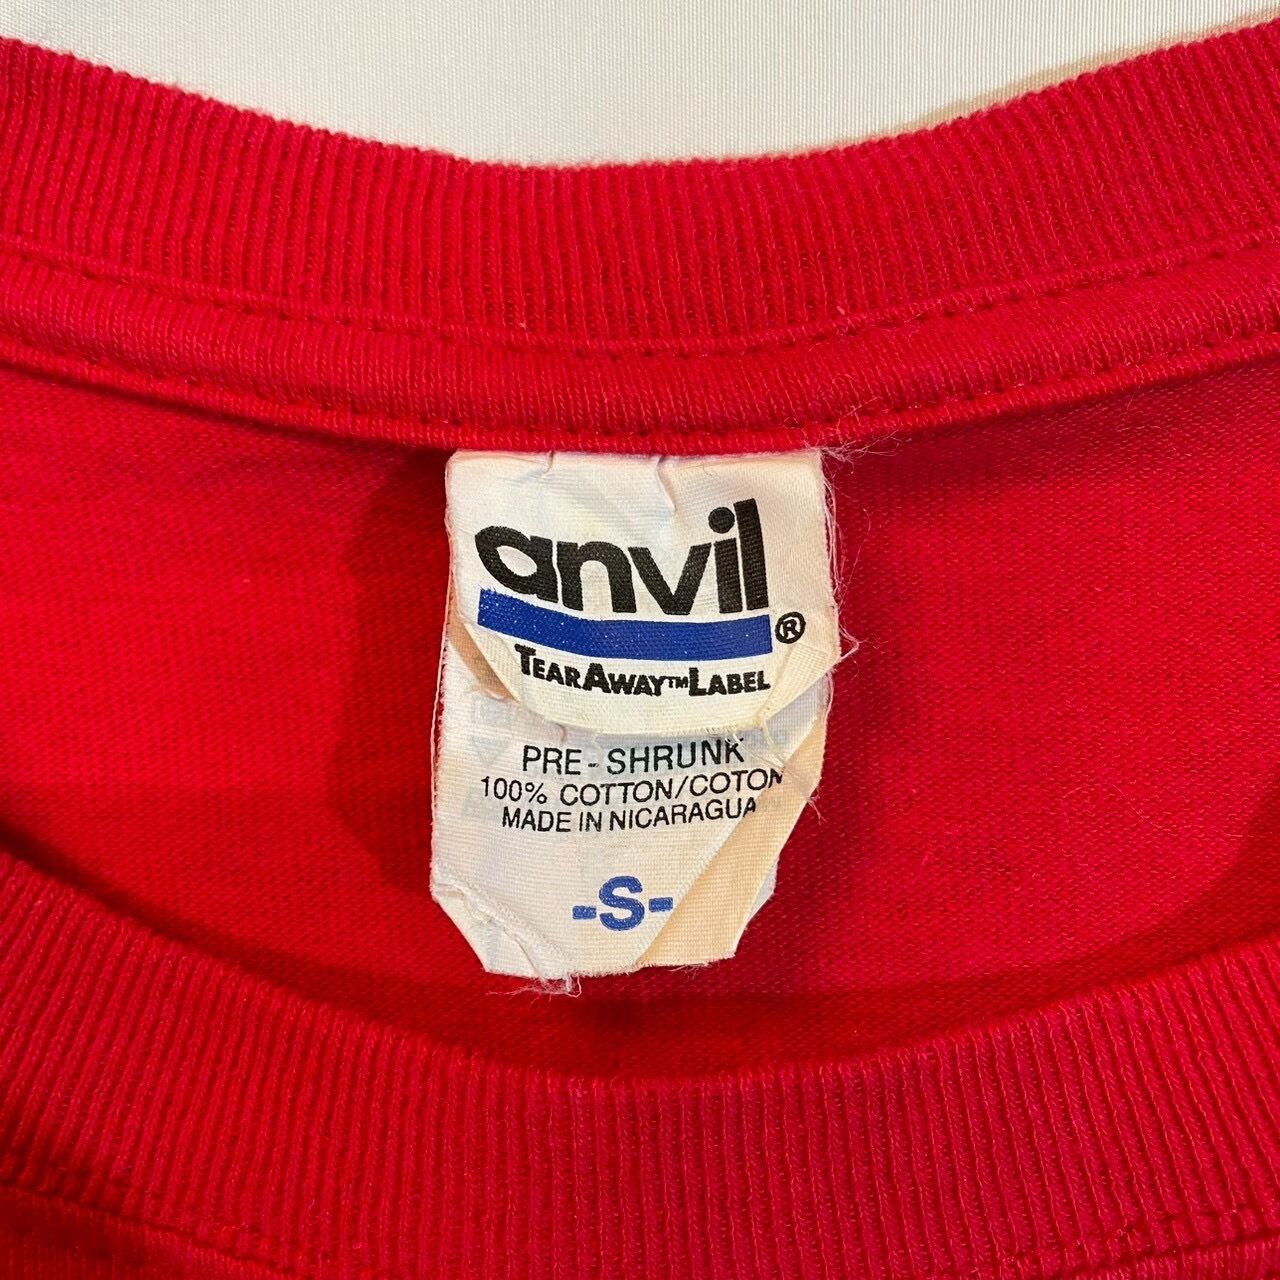 anvil
®
TEARAWAY™LABEL
PRE-SHRUNK
100% COTTON/COTON
MADE IN NICARAGUA
-S-